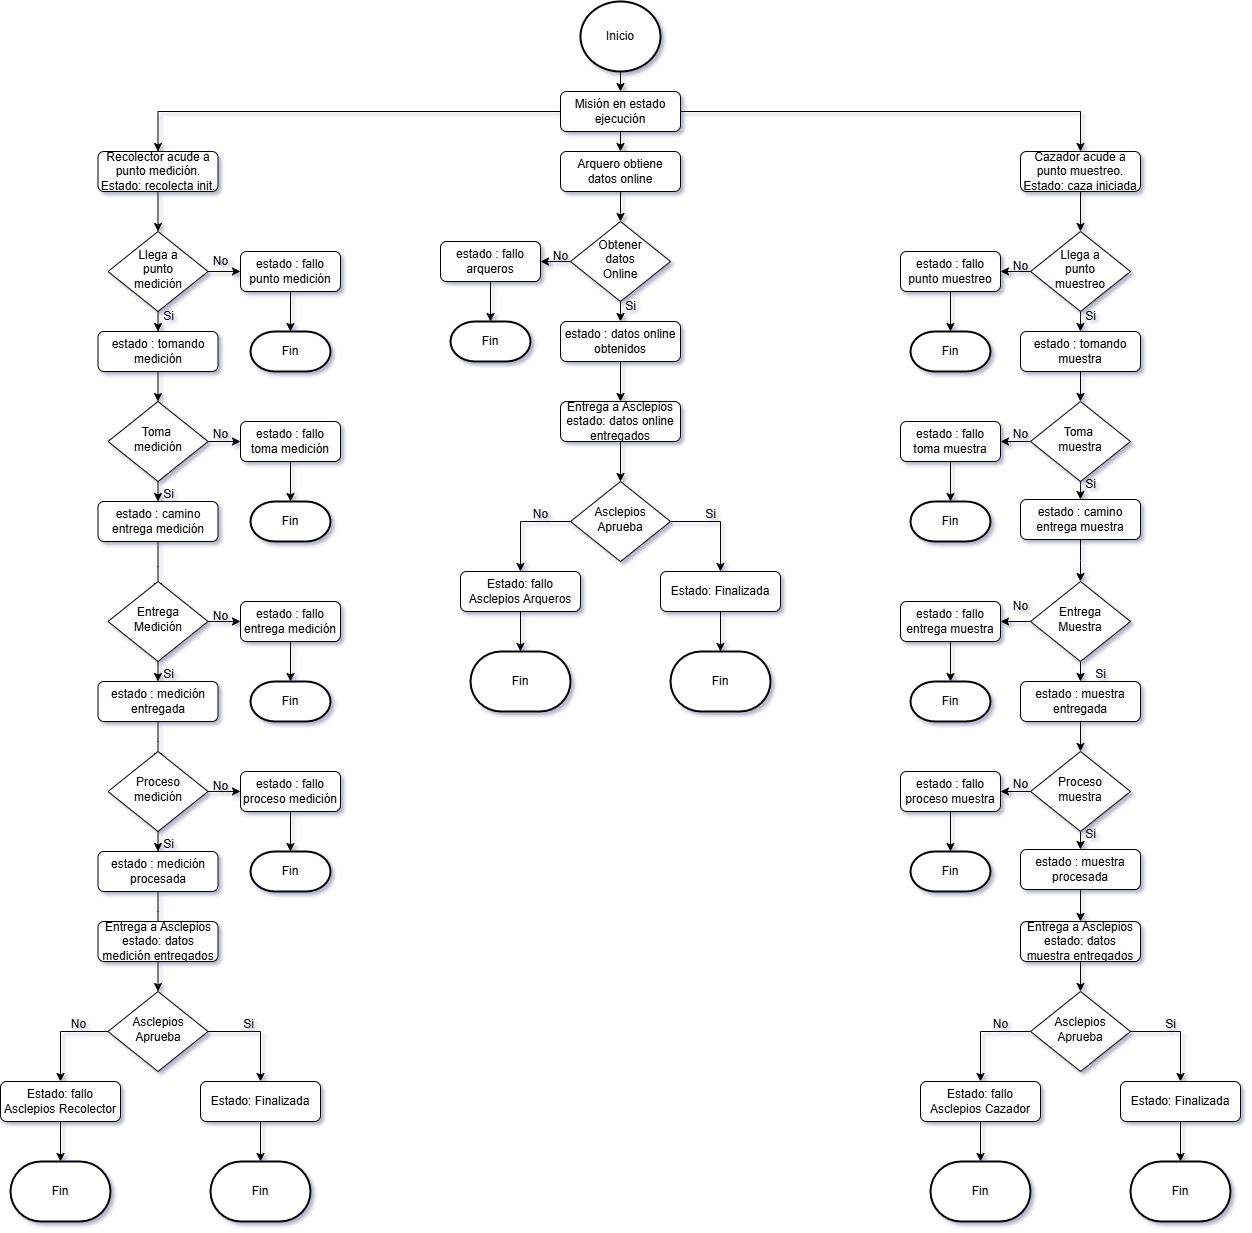 Inicio
Misión en estado
ejecución
Recolector acude a
punto medición.
Estado: recolecta init.
Llega a
punto
medición
No
estado : fallo
punto medición
Fin
Si
estado : tomando
medición
Toma
medición
No
estado : fallo
toma medición
Fin
Si
estado : camino
entrega medición
Entrega
Medición
No
estado : fallo
entrega medición
Fin
Si
estado : medición
entregada
Proceso
medición
No
estado : fallo
proceso medición
Fin
Si
estado : medición
procesada
Entrega a Asclepios
estado: datos
medición entregados
Asclepios
Aprueba
No
Si
Estado: fallo
Asclepios Recolector
Estado: Finalizada
Fin
Fin
Arquero obtiene
datos online
Obtener
datos
Online
No
estado : fallo
arqueros
Fin
Si
estado : datos online
obtenidos
Entrega a Asclepios
estado: datos online
entregados
Asclepios
Aprueba
No
Si
Estado: fallo
Asclepios Arqueros
Estado: Finalizada
Fin
Fin
Cazador acude a
punto muestreo.
Estado: caza iniciada
Llega a
punto
muestreo
No
estado : fallo
punto muestreo
Fin
Si
estado : tomando
muestra
Toma
muestra
No
estado : fallo
toma muestra
Fin
Si
estado : camino
entrega muestra
Entrega
Muestra
No
estado : fallo
entrega muestra
Fin
Si
estado : muestra
entregada
Proceso
muestra
No
estado : fallo
proceso muestra
Fin
Si
estado : muestra
procesada
Entrega a Asclepios
estado: datos
muestra entregados
Asclepios
Aprueba
No
Si
Estado: fallo
Asclepios Cazador
Estado: Finalizada
Fin
Fin